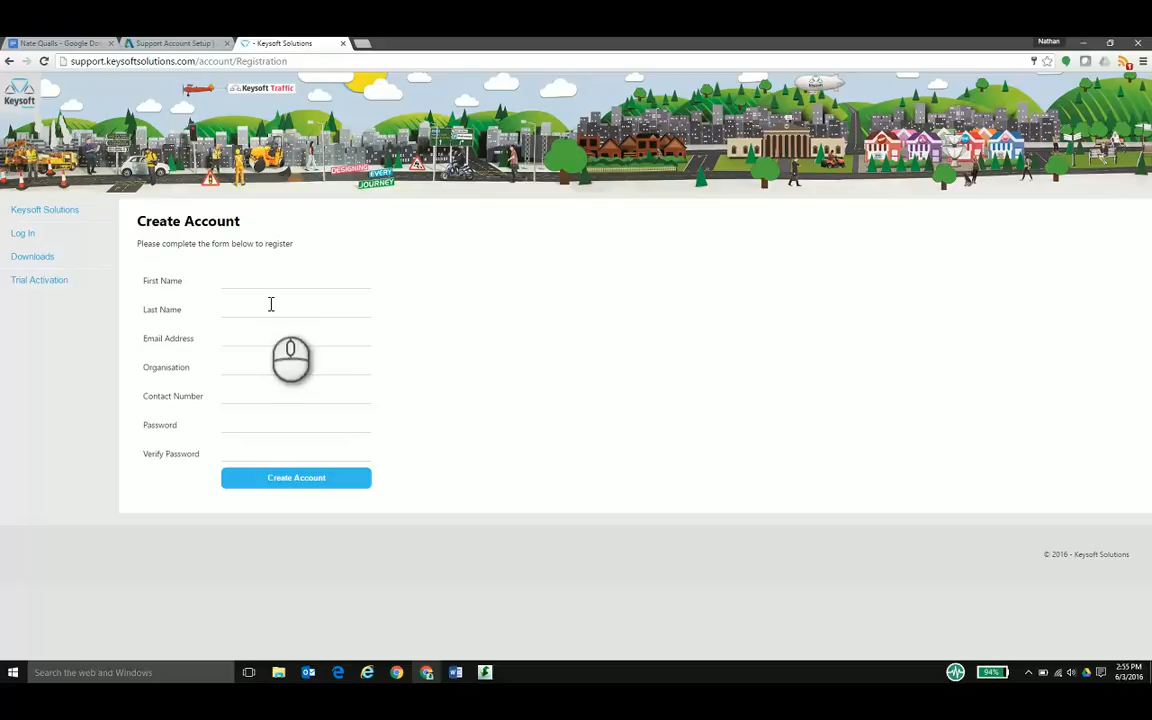 Nate Qualls - Google Do
Support Account Setup |
- Keysoft Solutions
Nathan
support.keysoftsolutions.com/account/Registration
Keysoft
Keysoft Traffic
Keysoft
DESIGNING
EVERY
JOURNEY
Keysoft Solutions
Log In
Downloads
Trial Activation
Create Account
Please complete the form below to register
First Name
Last Name
Email Address
Organisation
Contact Number
Password
Verify Password
Create Account
© 2016 - Keysoft Solutions
Search the web and Windows
94%
2:55 PM
6/3/2016